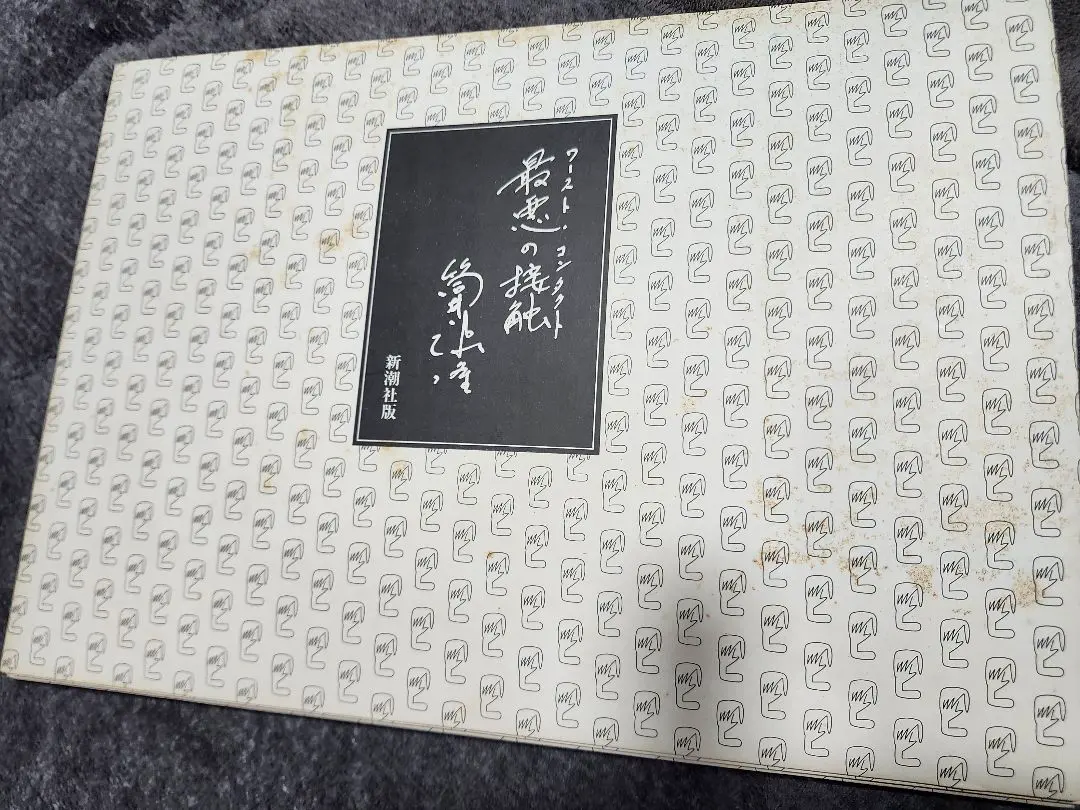 ワースト・コンタクト
最悪の接触
筒井康隆
新潮社版